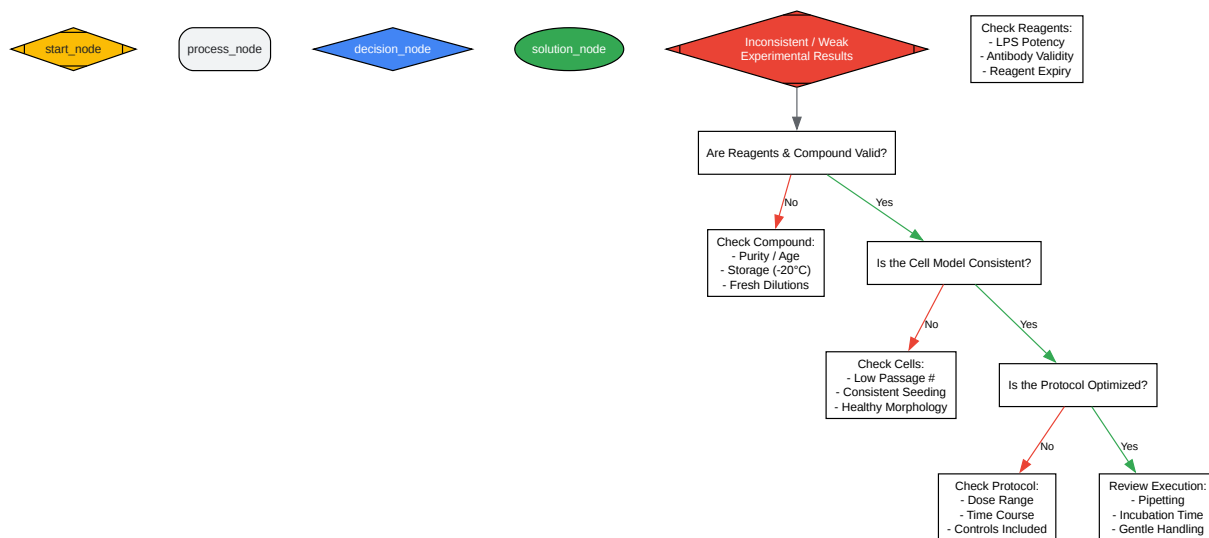 start_node
process_node
decision_node
solution_node
Inconsistent / Weak
Experimental Results
Check Reagents:
- LPS Potency
- Antibody Validity
- Reagent Expiry
Are Reagents & Compound Valid?
No
Yes
Check Compound:
- Purity / Age
- Storage (-20°C)
- Fresh Dilutions
Is the Cell Model Consistent?
No
Yes
Check Cells:
- Low Passage #
- Consistent Seeding
- Healthy Morphology
Is the Protocol Optimized?
No
Yes
Check Protocol:
- Dose Range
- Time Course
- Controls Included
Review Execution:
- Pipetting
- Incubation Time
- Gentle Handling